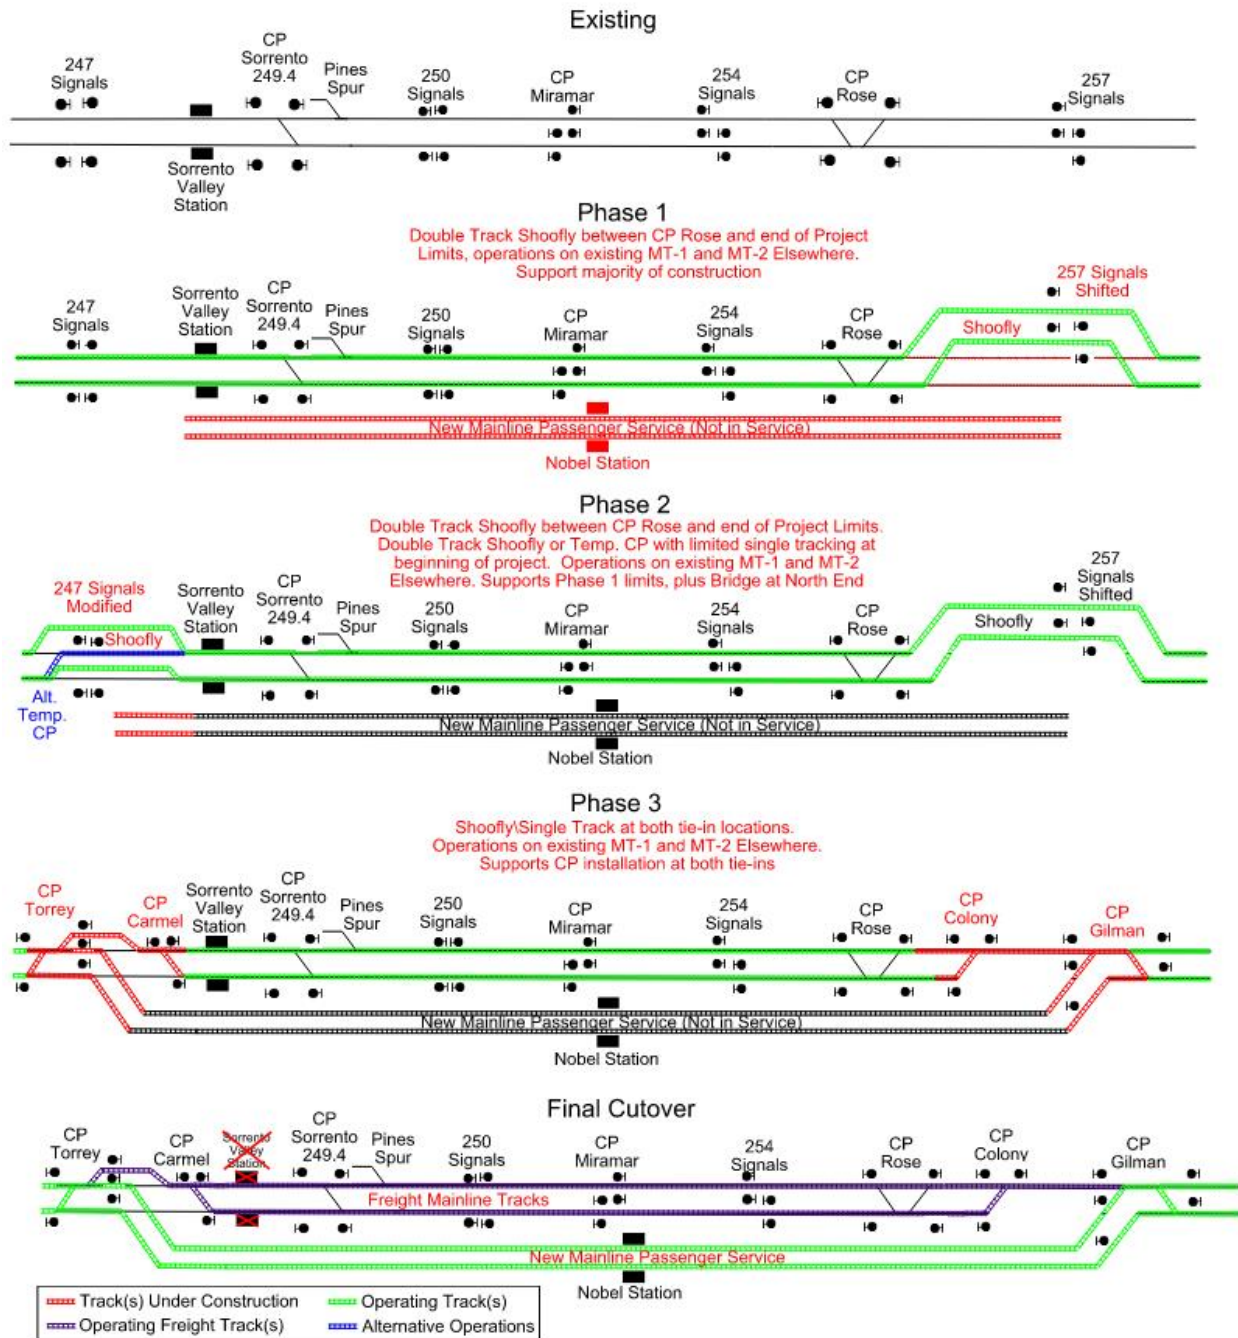 Existing
247
Signals
CP
Sorrento
249.4
Pines
Spur
250
Signals
CP
Miramar
254
Signals
CP
Rose
257
Signals
Sorrento
Valley
Station
Phase 1
Double Track Shoofly between CP Rose and end of Project
Limits, operations on existing MT-1 and MT-2 Elsewhere.
Support majority of construction
247
Signals
Sorrento
Valley
Station
CP
Sorrento
249.4
Pines
Spur
250
Signals
CP
Miramar
254
Signals
CP
Rose
Shoofly
257 Signals
Shifted
New Mainline Passenger Service (Not in Service)
Nobel Station
Phase 2
Double Track Shoofly between CP Rose and end of Project Limits.
Double Track Shoofly or Temp. CP with limited single tracking at
beginning of project. Operations on existing MT-1 and MT-2
Elsewhere. Supports Phase 1 limits, plus Bridge at North End
247 Signals
Modified
Shoofly
Sorrento
Valley
Station
CP
Sorrento
249.4
Pines
Spur
250
Signals
CP
Miramar
254
Signals
CP
Rose
Shoofly
257
Signals
Shifted
Alt.
Temp.
CP
New Mainline Passenger Service (Not in Service)
Nobel Station
Phase 3
Shoofly\Single Track at both tie-in locations.
Operations on existing MT-1 and MT-2 Elsewhere.
Supports CP installation at both tie-ins
CP
Torrey
CP
Carmel
Sorrento
Valley
Station
CP
Sorrento
249.4
Pines
Spur
250
Signals
CP
Miramar
254
Signals
CP
Rose
CP
Colony
CP
Gilman
New Mainline Passenger Service (Not in Service)
Nobel Station
Final Cutover
CP
Torrey
CP
Carmel
Sorrento
Valley
Station
CP
Sorrento
249.4
Pines
Spur
250
Signals
CP
Miramar
254
Signals
CP
Rose
CP
Colony
CP
Gilman
Freight Mainline Tracks
New Mainline Passenger Service
Nobel Station
Track(s) Under Construction
Operating Track(s)
Operating Freight Track(s)
Alternative Operations